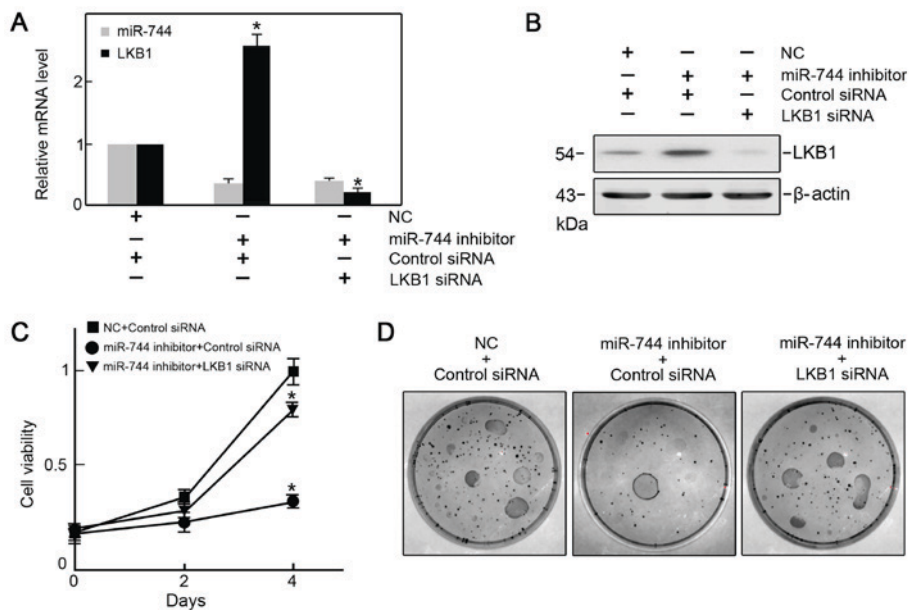 A
miR-744
LKB1
Relative mRNA level
2
1
0
+ − − NC
− + + miR-744 inhibitor
+ + − Control siRNA
− − + LKB1 siRNA
* *
B
+ − − NC
− + + miR-744 inhibitor
+ + − Control siRNA
− − + LKB1 siRNA
54 LKB1
43 β-actin
kDa
C
NC+Control siRNA
miR-744 inhibitor+Control siRNA
miR-744 inhibitor+LKB1 siRNA
Cell viability
1
0.5
0
* *
0 2 4
Days
D
NC
+
Control siRNA
miR-744 inhibitor
+
Control siRNA
miR-744 inhibitor
+
LKB1 siRNA